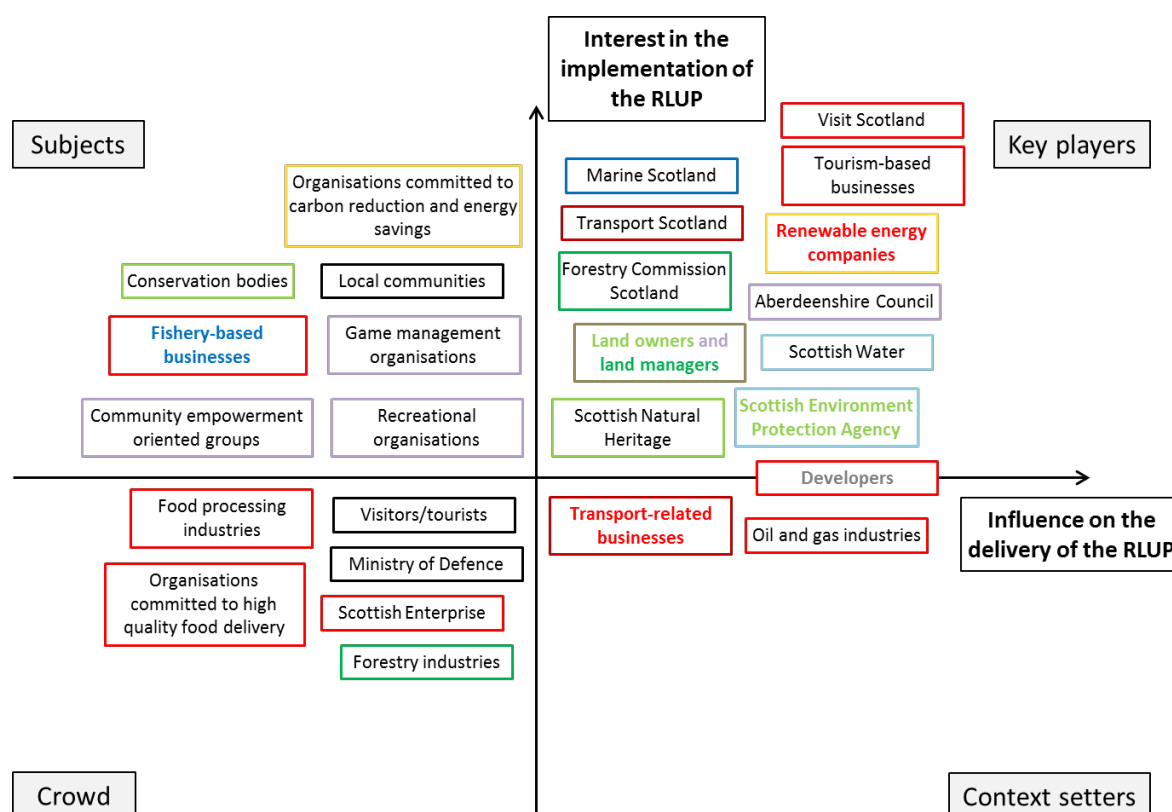 Interest in the
implementation of
the RLUP
Subjects
Key players
Visit Scotland
Tourism-based
businesses
Marine Scotland
Organisations committed to
carbon reduction and energy
savings
Transport Scotland
Renewable energy
companies
Conservation bodies
Local communities
Forestry Commission
Scotland
Aberdeenshire Council
Fishery-based
businesses
Game management
organisations
Land owners and
land managers
Scottish Water
Community empowerment
oriented groups
Recreational
organisations
Scottish Natural
Heritage
Scottish Environment
Protection Agency
Developers
Food processing
industries
Visitors/tourists
Transport-related
businesses
Oil and gas industries
Influence on the
delivery of the RLUP
Ministry of Defence
Organisations
committed to high
quality food delivery
Scottish Enterprise
Forestry industries
Crowd
Context setters